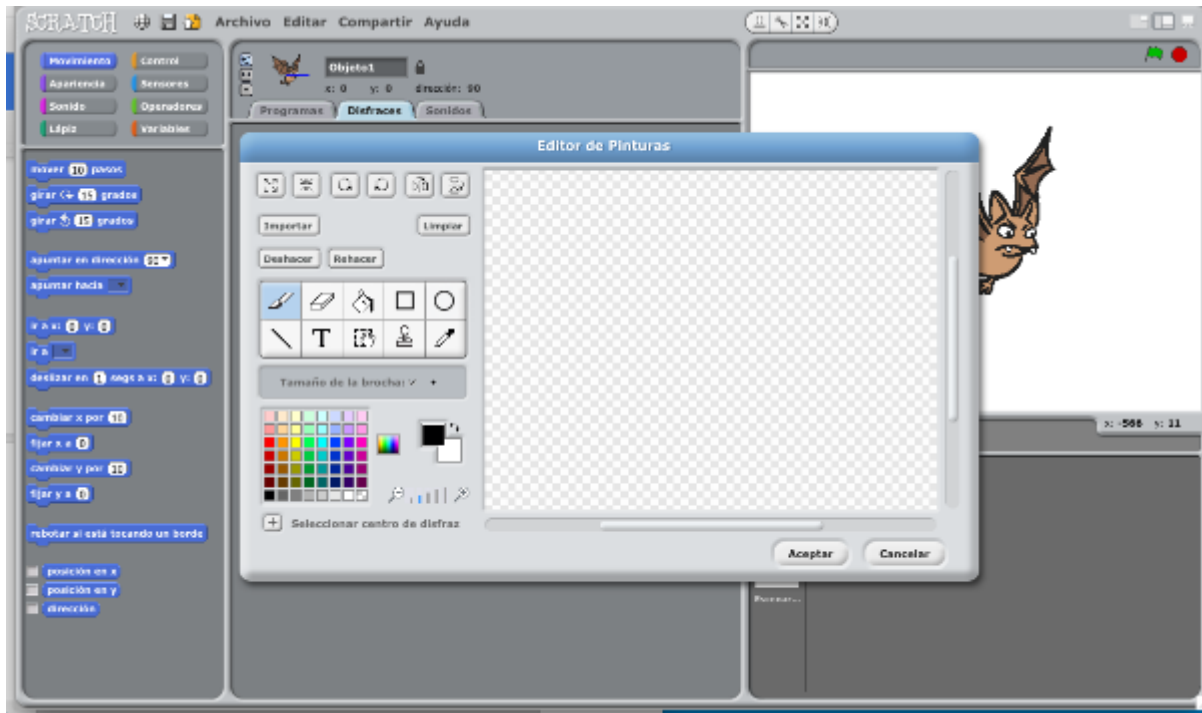 SCRATCH Archivo Editar Compartir Ayuda
Movimiento Control
Apariencia Sensores
Sonido Operadores
Lápiz Variables
Objeto1
x: 0 y: 0 dirección: 90
Programas Disfraces Sonidos
mover 10 pasos
girar 15 grados
girar 15 grados
apuntar en dirección 90
apuntar hacia
ir a x: 0 y: 0
ir a
deslizar en 1 segs a x: 0 y: 0
cambiar x por 10
fijar x a 0
cambiar y por 10
fijar y a 0
rebotar si está tocando un borde
posición en x
posición en y
dirección
Editor de Pinturas
Importar Limpiar
Deshacer Rehacer
T
Tamaño de la brocha:
Seleccionar centro de disfraz
Aceptar Cancelar
x: -566 y: 11